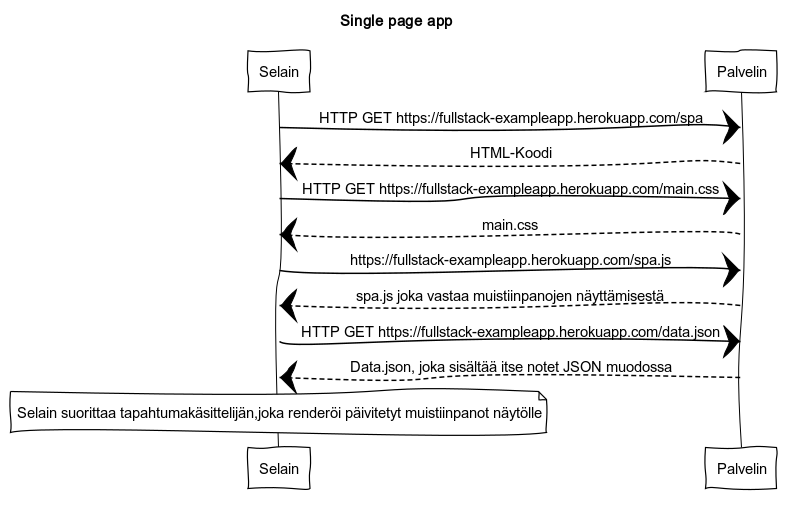 Single page app
Selain
Palvelin
HTTP GET https://fullstack-exampleapp.herokuapp.com/spa
HTML-Koodi
HTTP GET https://fullstack-exampleapp.herokuapp.com/main.css
main.css
https://fullstack-exampleapp.herokuapp.com/spa.js
spa.js joka vastaa muistiinpanojen näyttämisestä
HTTP GET https://fullstack-exampleapp.herokuapp.com/data.json
Data.json, joka sisältää itse notet JSON muodossa
Selain suorittaa tapahtumakäsittelijän,joka renderöi päivitetyt muistiinpanot näytölle
Selain
Palvelin